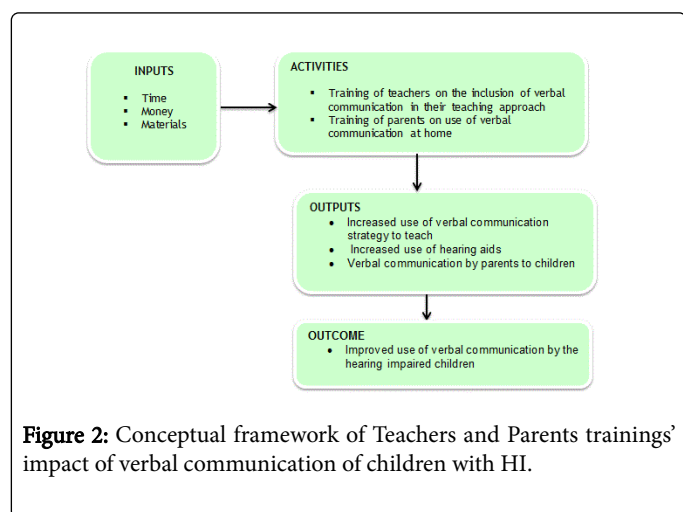 INPUTS
▪ Time
▪ Money
▪ Materials
ACTIVITIES
▪ Training of teachers on the inclusion of verbal
communication in their teaching approach
▪ Training of parents on use of verbal
communication at home
OUTPUTS
• Increased use of verbal communication
strategy to teach
• Increased use of hearing aids
• Verbal communication by parents to children
OUTCOME
• Improved use of verbal communication by the
hearing impaired children
Figure 2: Conceptual framework of Teachers and Parents trainings’
impact of verbal communication of children with HI.